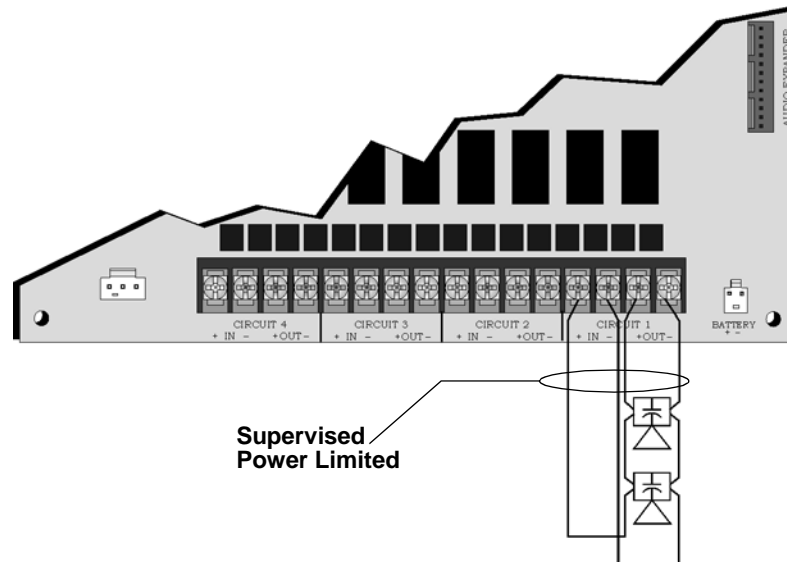 AUDIO EXPANDER
CIRCUIT 4
+ IN - +OUT-
CIRCUIT 3
+ IN - +OUT-
CIRCUIT 2
+ IN - +OUT-
CIRCUIT 1
+ IN - +OUT-
BATTERY
+ -
Supervised
Power Limited